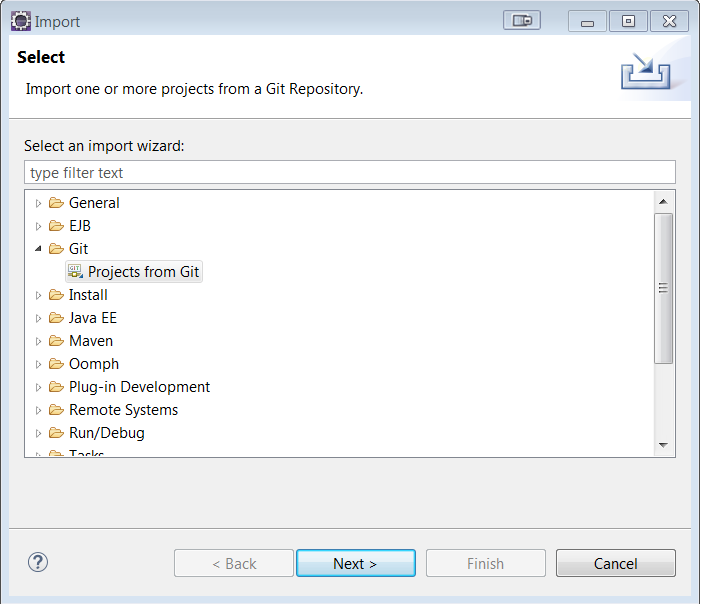 Import
Select
Import one or more projects from a Git Repository.
Select an import wizard:
type filter text
General
EJB
Git
GIT
Projects from Git
Install
Java EE
Maven
Oomph
Plug-in Development
Remote Systems
Run/Debug
Tasks
?
< Back
Next >
Finish
Cancel